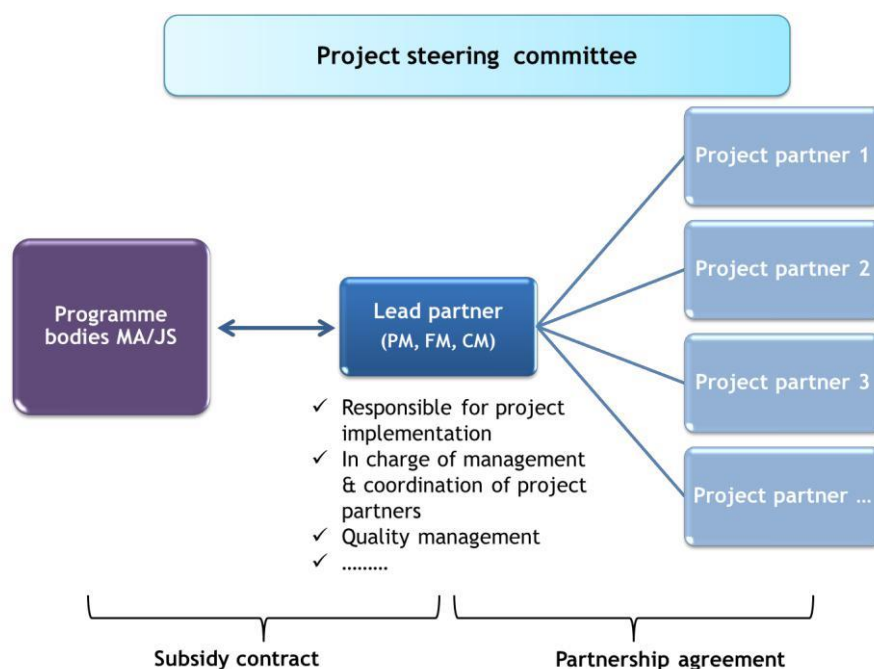 Project steering committee
Project partner 1
Project partner 2
Programme
bodies MA/JS
Lead partner
(PM, FM, CM)
Project partner 3
✓ Responsible for project
implementation
✓ In charge of management
& coordination of project
partners
✓ Quality management
✓ .........
Project partner ...
Subsidy contract
Partnership agreement